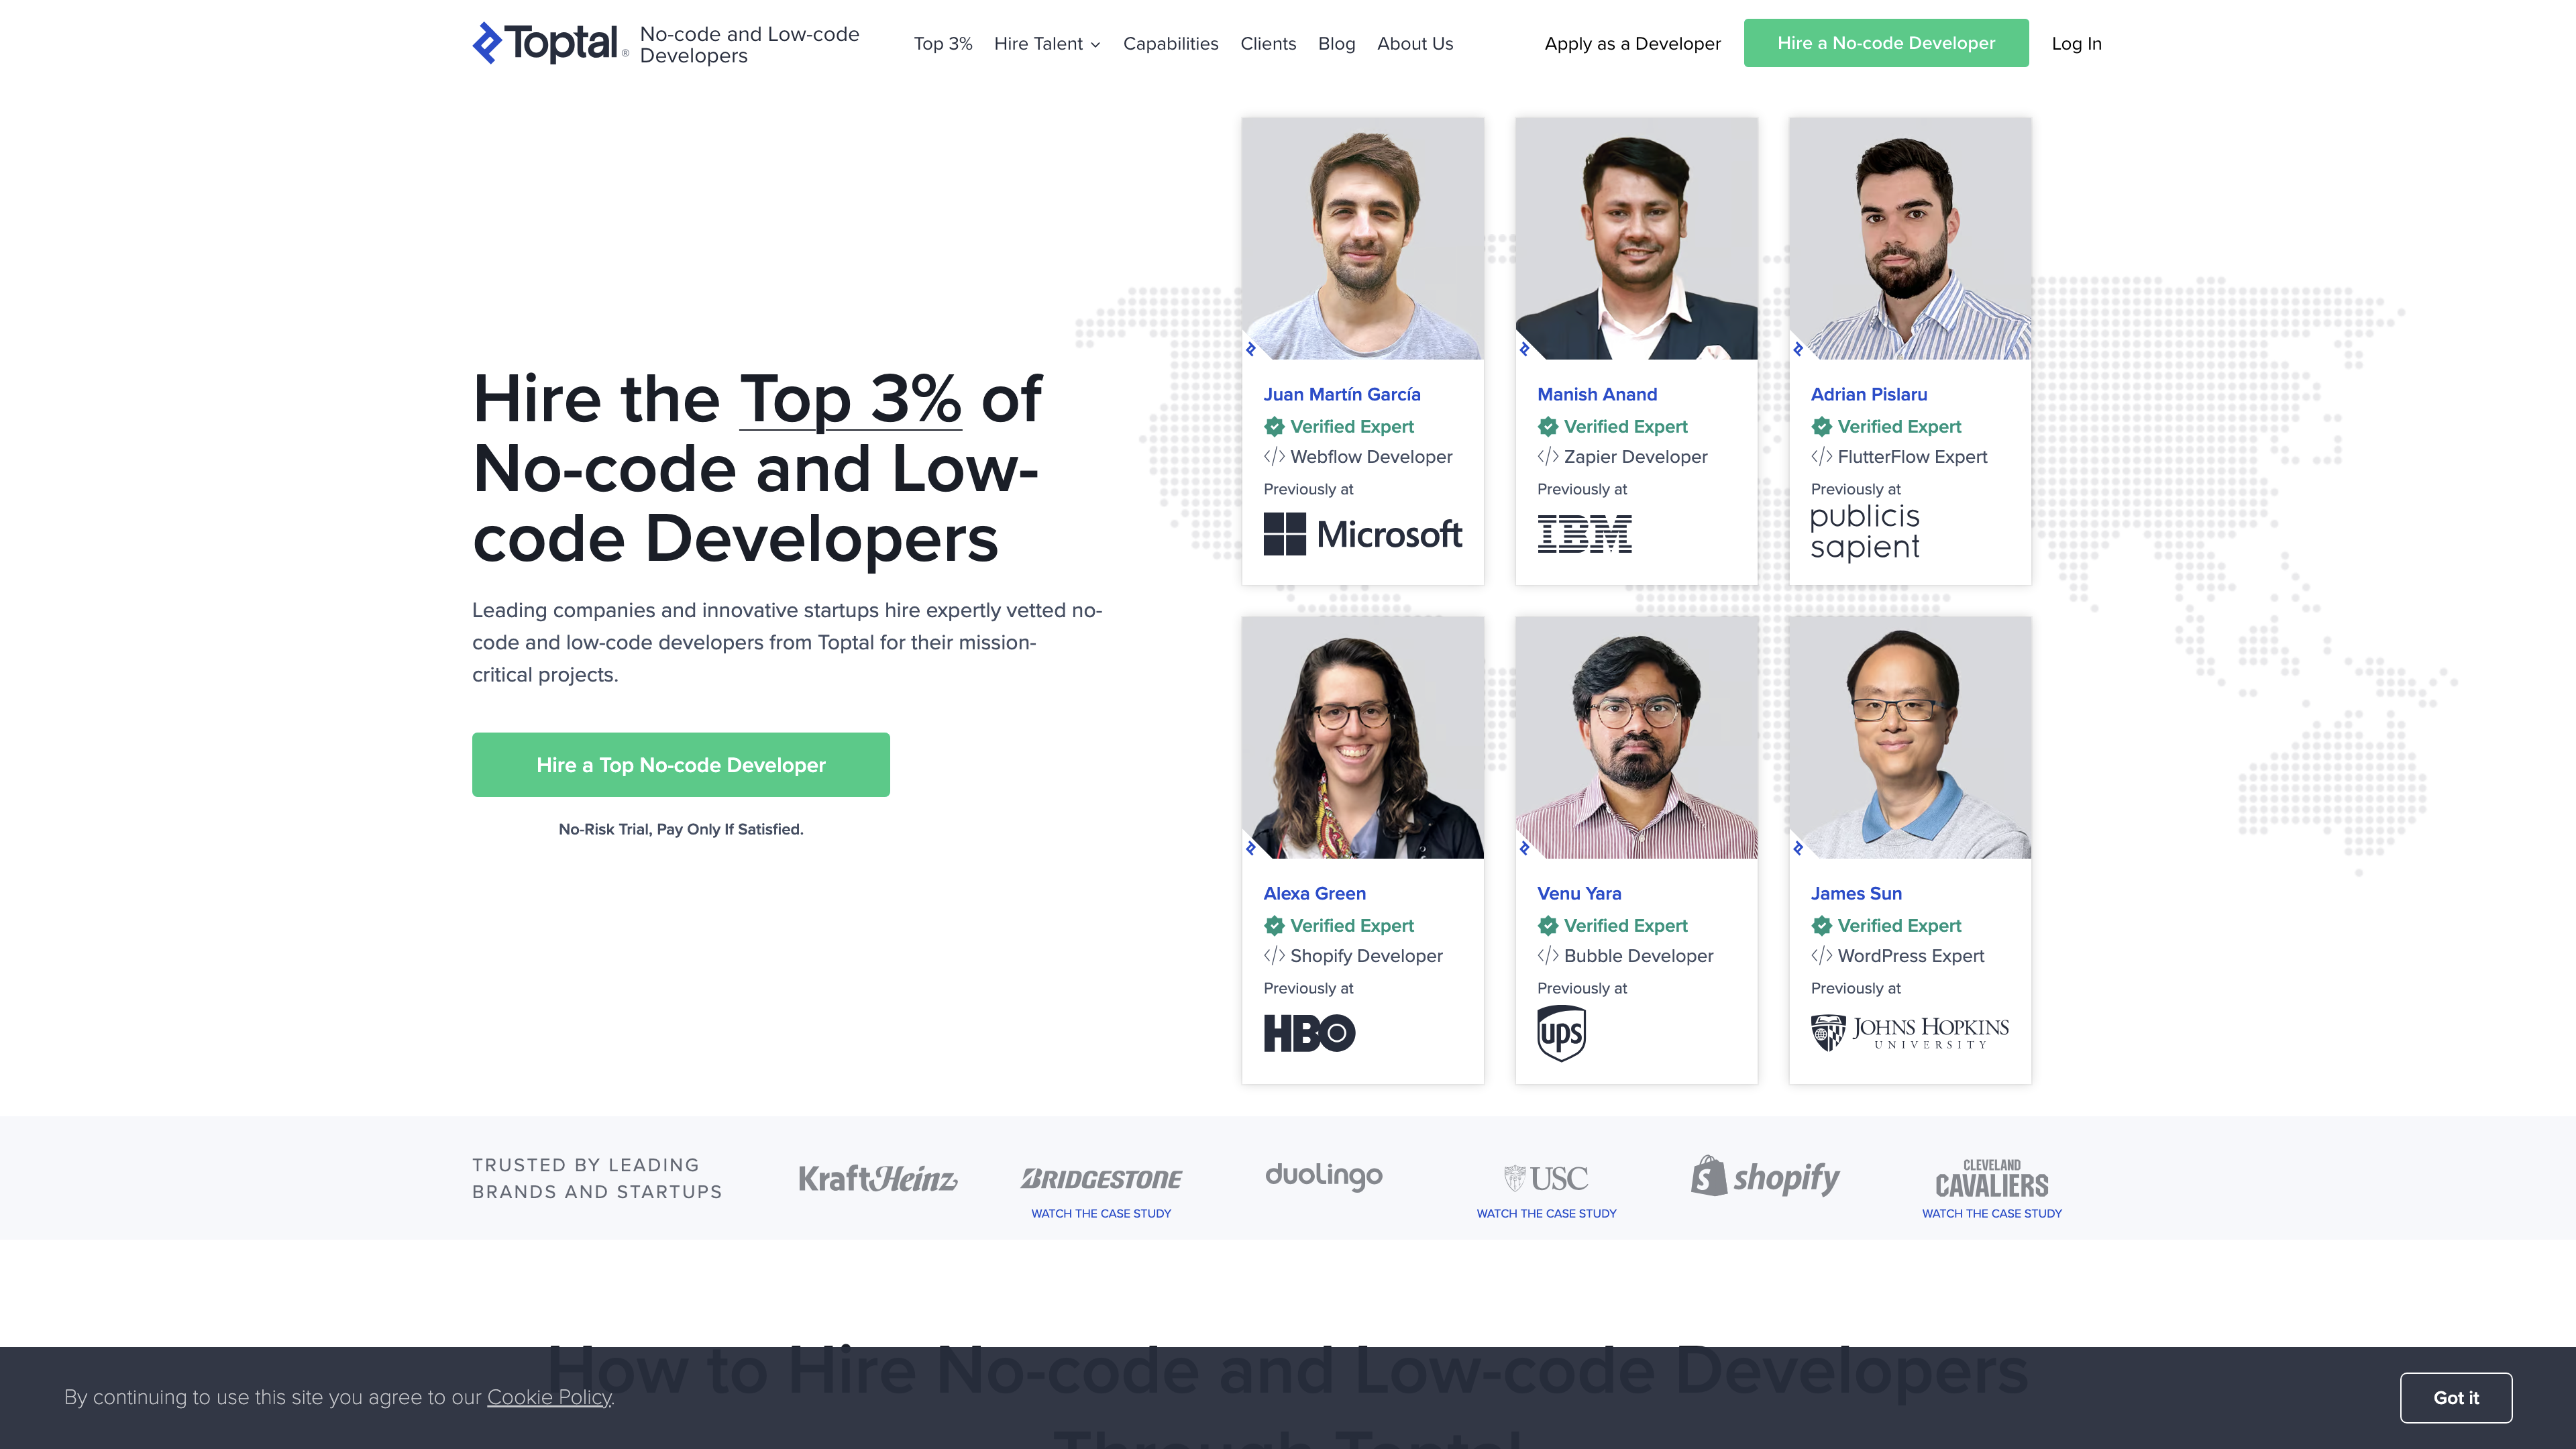 Toptal®
No-code and Low-code
Developers
Top 3%
Hire Talent
Capabilities
Clients
Blog
About Us
Apply as a Developer
Hire a No-code Developer
Log In
Hire the Top 3% of
No-code and Low-
code Developers
Leading companies and innovative startups hire expertly vetted no-
code and low-code developers from Toptal for their mission-
critical projects.
Hire a Top No-code Developer
No-Risk Trial, Pay Only If Satisfied.
Juan Martín García
Verified Expert
Webflow Developer
Previously at
Microsoft
Manish Anand
Verified Expert
Zapier Developer
Previously at
IBM
Adrian Pislaru
Verified Expert
FlutterFlow Expert
Previously at
publicis
sapient
Alexa Green
Verified Expert
Shopify Developer
Previously at
HBO
Venu Yara
Verified Expert
Bubble Developer
Previously at
ups
James Sun
Verified Expert
WordPress Expert
Previously at
JOHNS HOPKINS
UNIVERSITY
TRUSTED BY LEADING
BRANDS AND STARTUPS
KraftHeinz
BRIDGESTONE
WATCH THE CASE STUDY
duolingo
USC
WATCH THE CASE STUDY
shopify
CLEVELAND
CAVALIERS
WATCH THE CASE STUDY
How to Hire No-code and Low-code Developers
Through Toptal
By continuing to use this site you agree to our Cookie Policy.
Got it